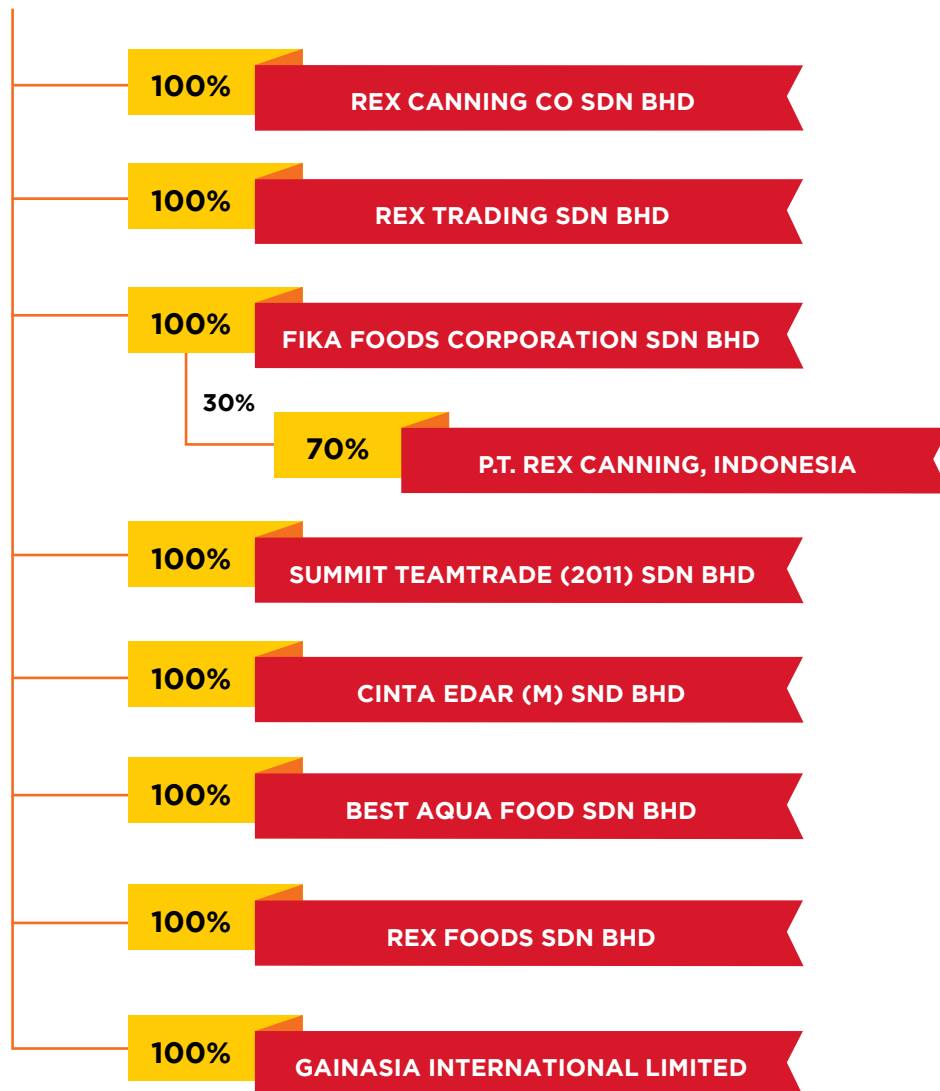 100%
REX CANNING CO SDN BHD
100%
REX TRADING SDN BHD
100%
FIKA FOODS CORPORATION SDN BHD
30%
70%
P.T. REX CANNING, INDONESIA
100%
SUMMIT TEAMTRADE (2011) SDN BHD
100%
CINTA EDAR (M) SND BHD
100%
BEST AQUA FOOD SDN BHD
100%
REX FOODS SDN BHD
100%
GAINASIA INTERNATIONAL LIMITED